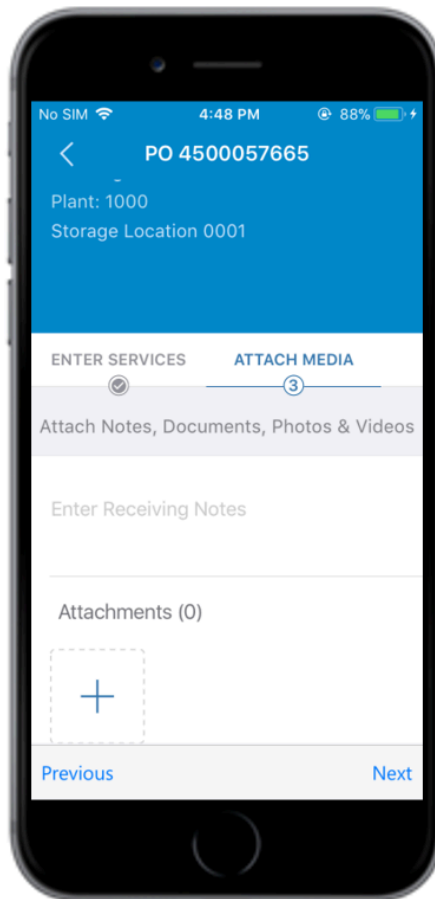 No SIM 4:48 PM 88%
PO 4500057665
Plant: 1000
Storage Location 0001
ENTER SERVICES ATTACH MEDIA
3
Attach Notes, Documents, Photos & Videos
Enter Receiving Notes
Attachments (0)
Previous Next